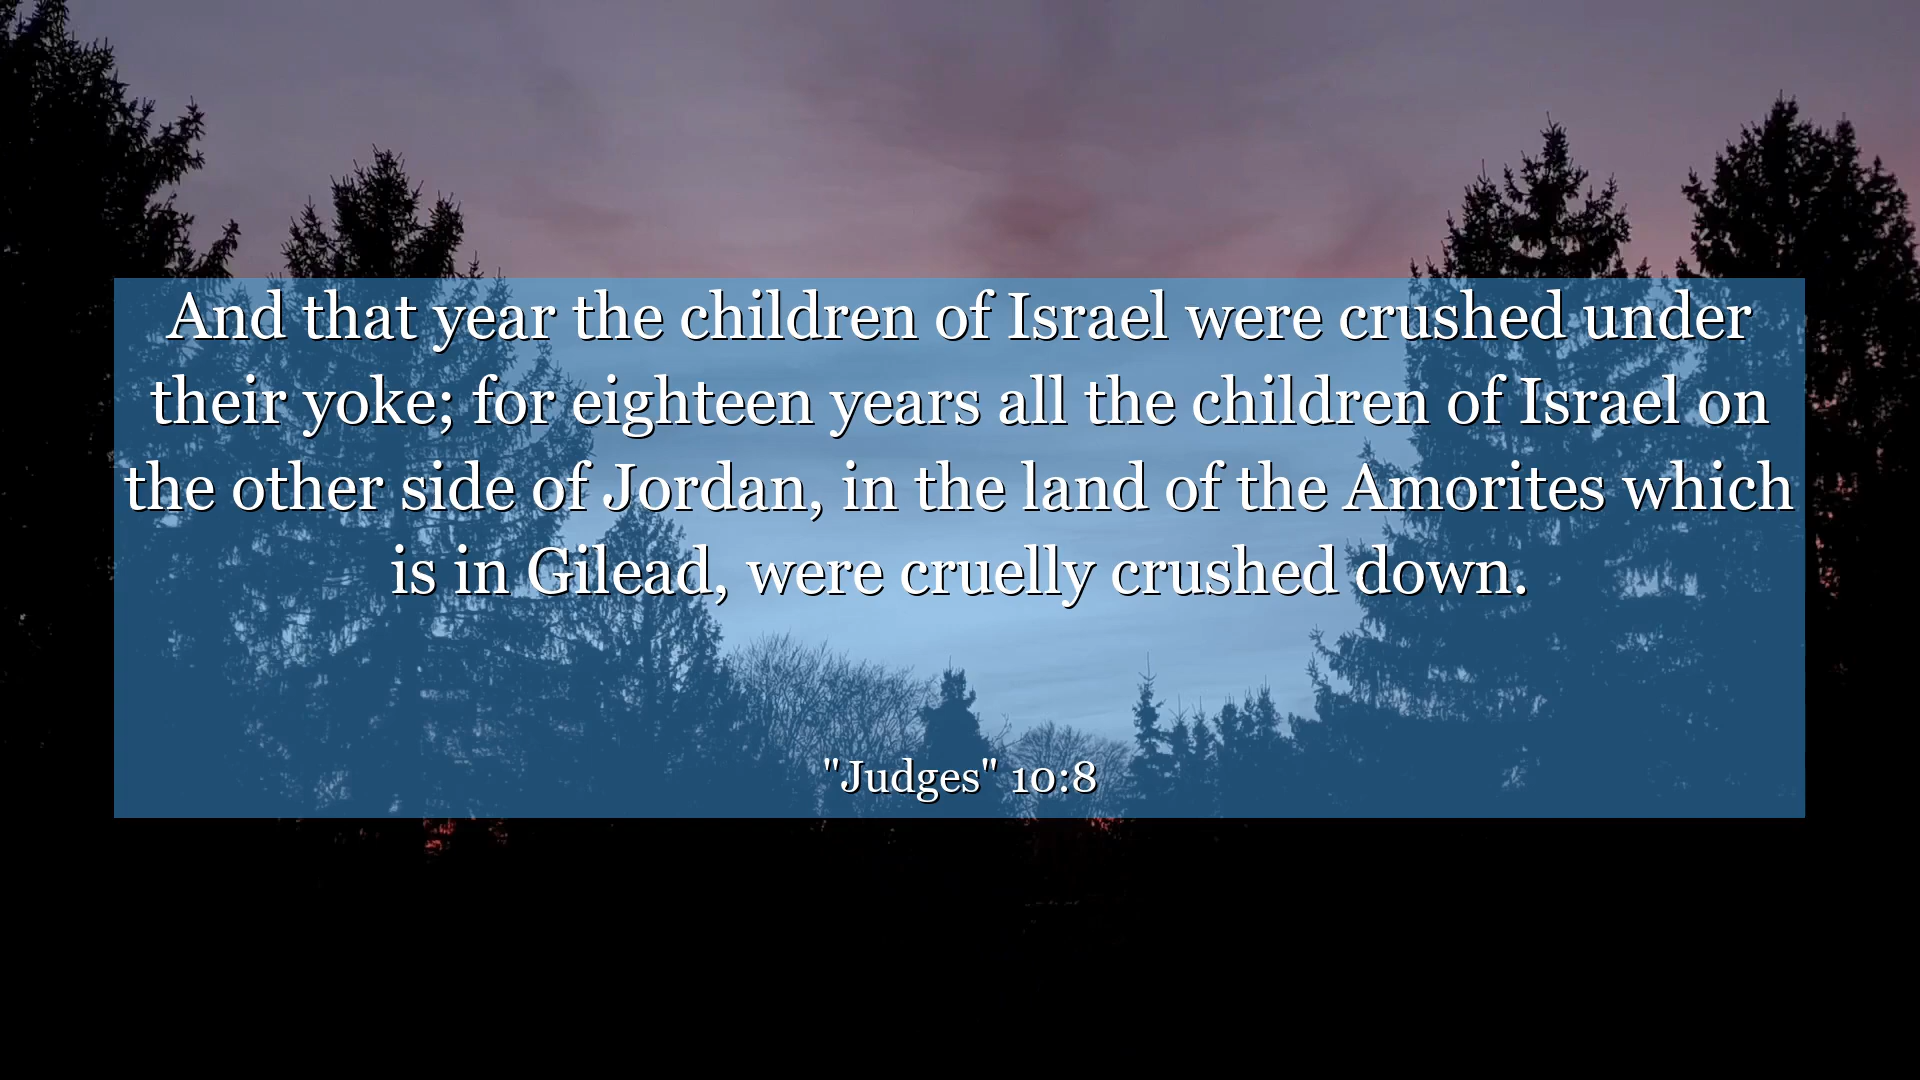 And that year the children of Israel were crushed under
their yoke; for eighteen years all the children of Israel on
the other side of Jordan, in the land of the Amorites which
is in Gilead, were cruelly crushed down.
"Judges" 10:8